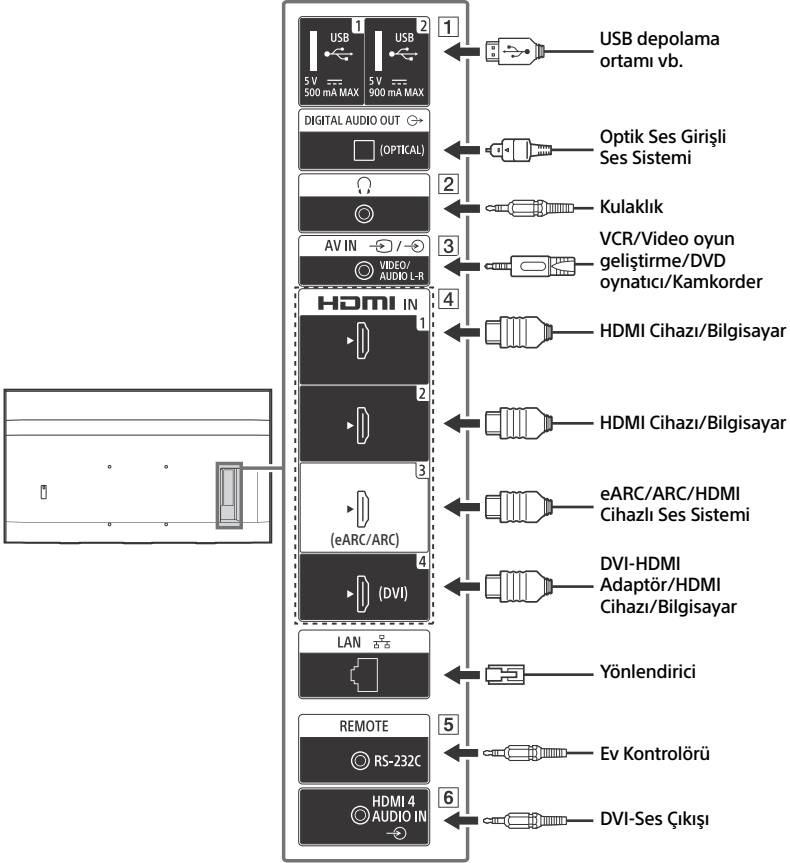 1
USB
5 V
500 mA MAX
2
USB
5 V
900 mA MAX
1
USB depolama
ortamı vb.
DIGITAL AUDIO OUT
(OPTICAL)
Optik Ses Girişli
Ses Sistemi
2
Kulaklık
AV IN
/
3
VIDEO/
AUDIO L-R
VCR/Video oyun
geliştirme/DVD
oynatıcı/Kamkorder
HDMI IN
4
1
HDMI Cihazı/Bilgisayar
2
HDMI Cihazı/Bilgisayar
3
(eARC/ARC)
eARC/ARC/HDMI
Cihazlı Ses Sistemi
4
(DVI)
DVI-HDMI
Adaptör/HDMI
Cihazı/Bilgisayar
LAN
Yönlendirici
REMOTE
5
RS-232C
Ev Kontrolörü
HDMI 4
AUDIO IN
6
DVI-Ses Çıkışı